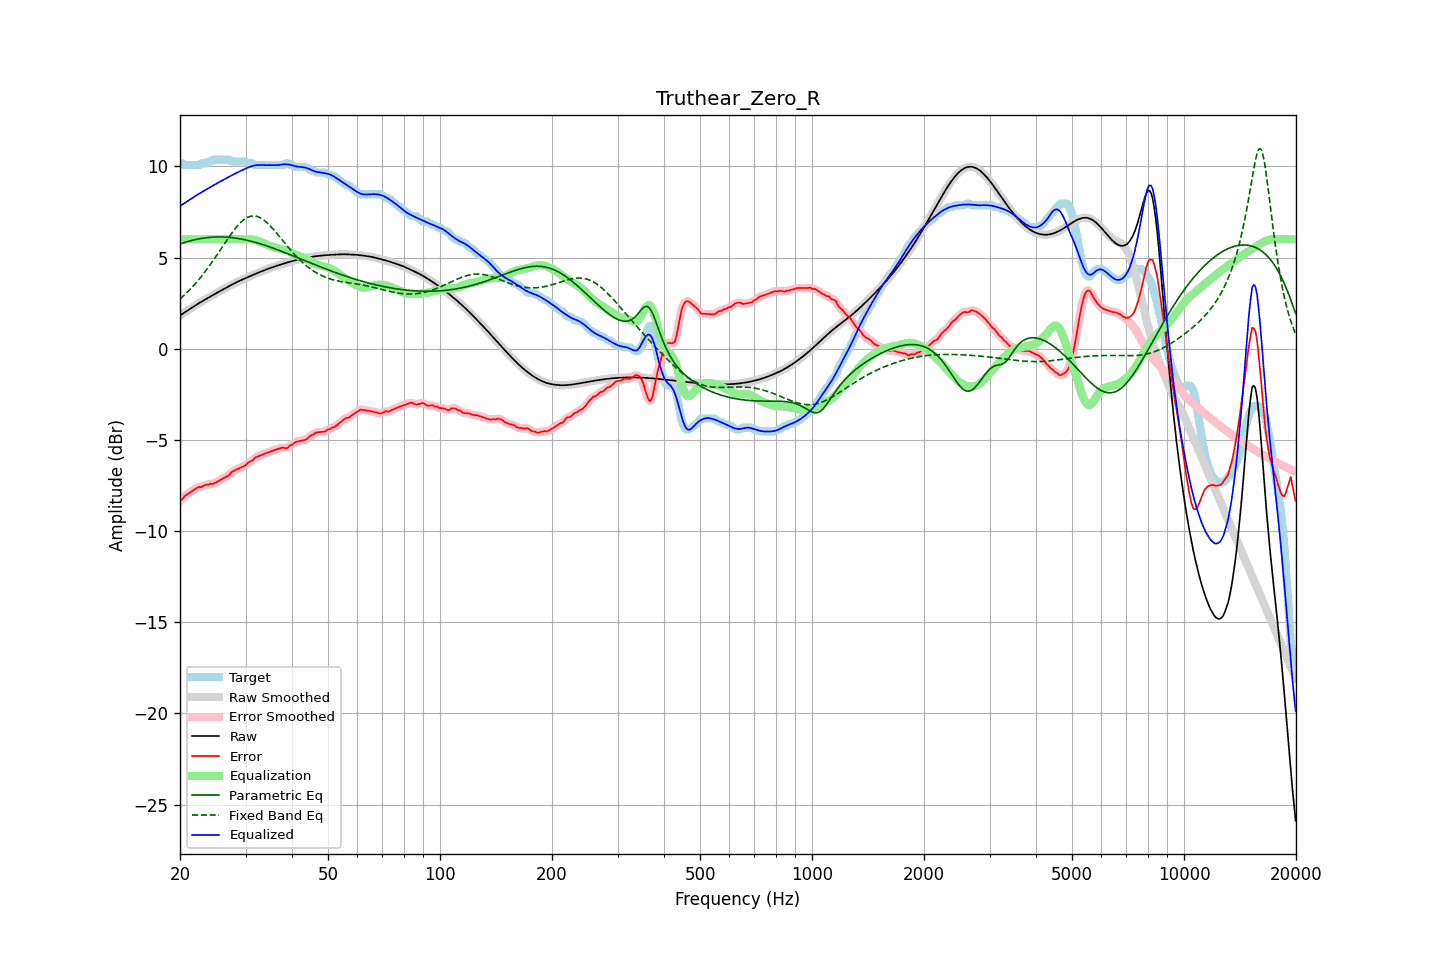 Truthear_Zero_R
Amplitude (dBr)
10
5
0
−5
−10
−15
−20
−25
Target
Raw Smoothed
Error Smoothed
Raw
Error
Equalization
Parametric Eq
Fixed Band Eq
Equalized
20 50 100 200 500 1000 2000 5000 10000 20000
Frequency (Hz)